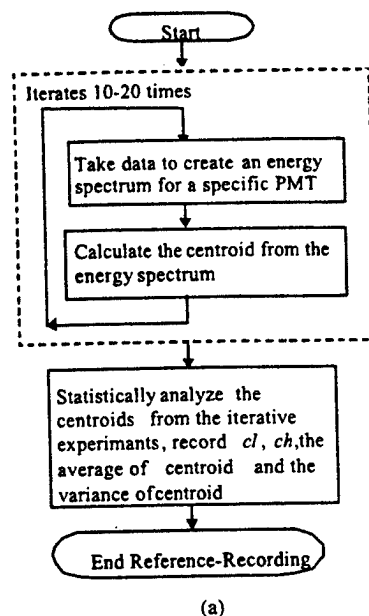 Start
Iterates 10-20 times
Take data to create an energy
spectrum for a specific PMT
Calculate the centroid from the
energy spectrum
Statistically analyze the
centroids from the iterative
experimants, record cl, ch,the
average of centroid and the
variance of centroid
End Reference-Recording
(a)